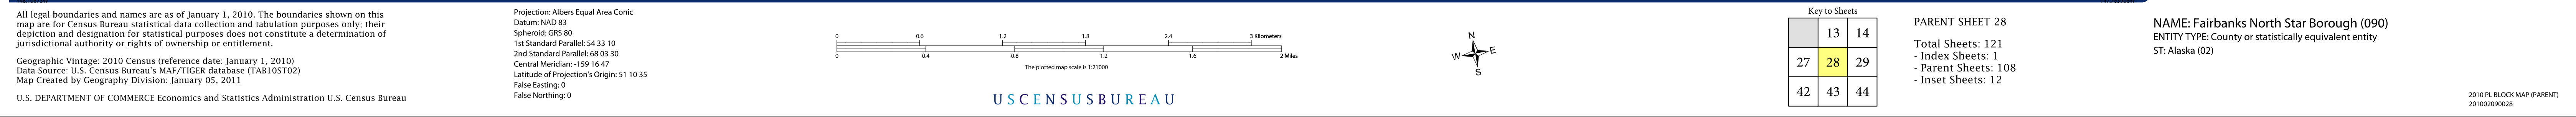 All legal boundaries and names are as of January 1, 2010. The boundaries shown on this
map are for Census Bureau statistical data collection and tabulation purposes only; their
depiction and designation for statistical purposes does not constitute a determination of
jurisdictional authority or rights of ownership or entitlement.
Geographic Vintage: 2010 Census (reference date: January 1, 2010)
Data Source: U.S. Census Bureau's MAF/TIGER database (TAB10ST02)
Map Created by Geography Division: January 05, 2011
U.S. DEPARTMENT OF COMMERCE Economics and Statistics Administration U.S. Census Bureau
Projection: Albers Equal Area Conic
Datum: NAD 83
Spheroid: GRS 80
1st Standard Parallel: 54 33 10
2nd Standard Parallel: 68 03 30
Central Meridian: -159 16 47
Latitude of Projection's Origin: 51 10 35
False Easting: 0
False Northing: 0
0 0.6 1.2 1.8 2.4 3 Kilometers
0 0.4 0.8 1.2 1.6 2 Miles
The plotted map scale is 1:21000
USCENSUSBUREAU
N
W E
S
Key to Sheets
13 14
27 28 29
42 43 44
PARENT SHEET 28
Total Sheets: 121
- Index Sheets: 1
- Parent Sheets: 108
- Inset Sheets: 12
NAME: Fairbanks North Star Borough (090)
ENTITY TYPE: County or statistically equivalent entity
ST: Alaska (02)
2010 PL BLOCK MAP (PARENT)
201002090028